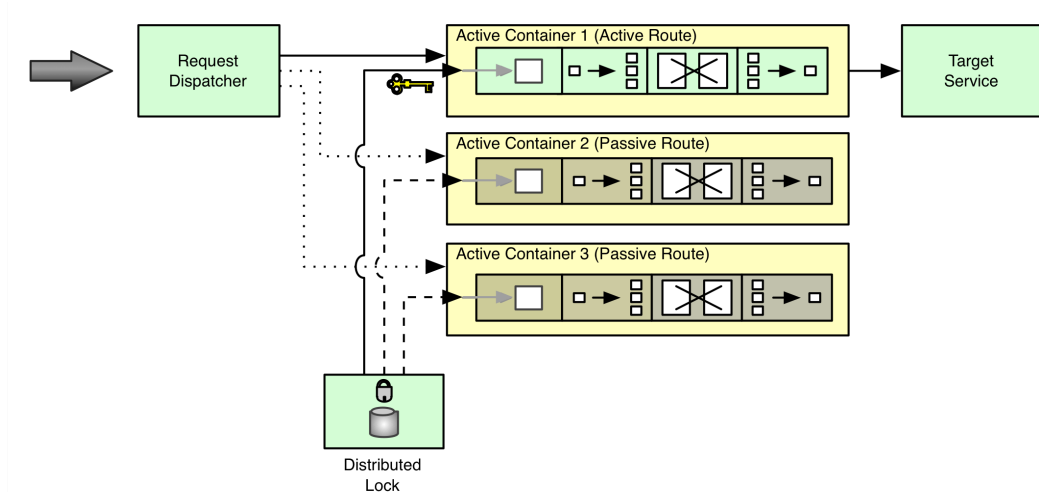 Request
Dispatcher
Active Container 1 (Active Route)
Target
Service
Active Container 2 (Passive Route)
Active Container 3 (Passive Route)
Distributed
Lock